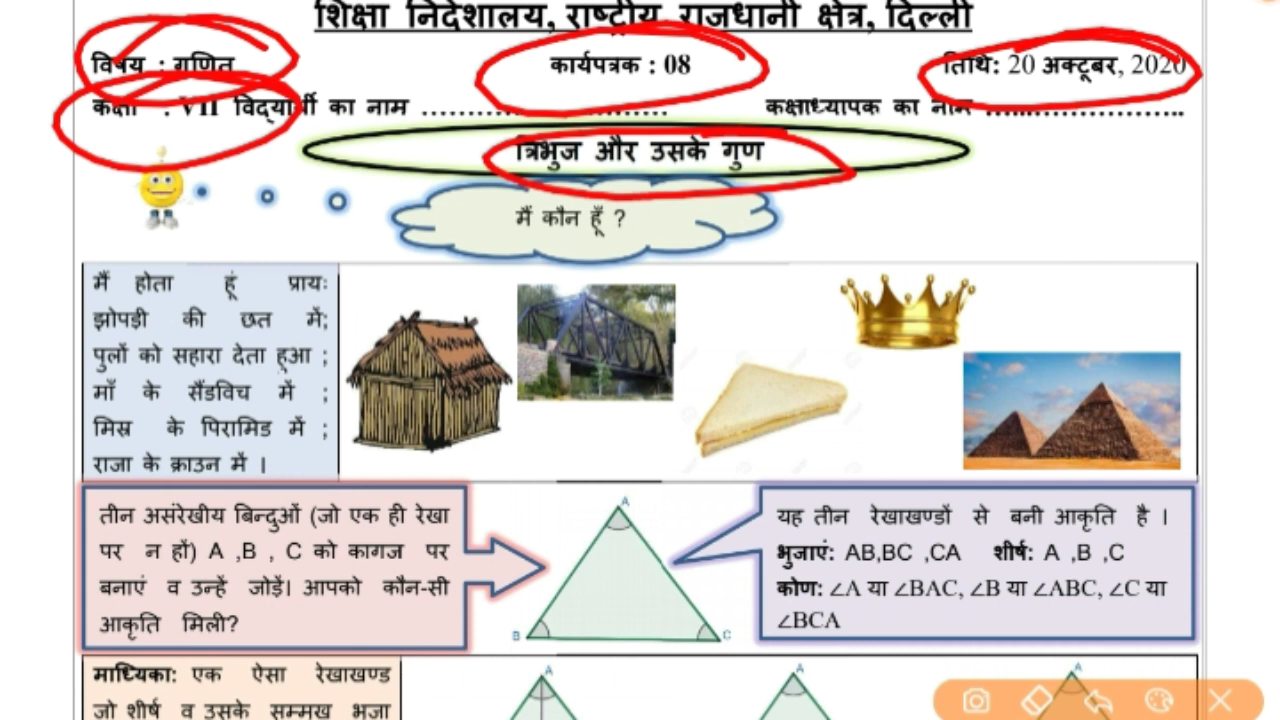 शिक्षा निदेशालय, राष्ट्रीय राजधानी क्षेत्र, दिल्ली
विषय : गणित कार्यपत्रक : 08 तिथि: 20 अक्टूबर, 2020
कक्षा : VII विद्यार्थी का नाम ........................... कक्षाध्यापक का नाम ......................
त्रिभुज और उसके गुण
मैं कौन हूँ ?
मैं होता हूं प्रायः
झोपड़ी की छत में;
पुलों को सहारा देता हुआ ;
माँ के सैंडविच में ;
मिस्र के पिरामिड में ;
राजा के क्राउन में ।
तीन असंरेखीय बिन्दुओं (जो एक ही रेखा
पर न हों) A ,B , C को कागज पर
बनाएं व उन्हें जोड़ें। आपको कौन-सी
आकृति मिली?
A
B C
यह तीन रेखाखण्डों से बनी आकृति है ।
भुजाएं: AB,BC ,CA शीर्ष: A ,B ,C
कोण: ∠A या ∠BAC, ∠B या ∠ABC, ∠C या
∠BCA
माध्यिका: एक ऐसा रेखाखण्ड
जो शीर्ष व उसके सम्मुख भुजा
A A A